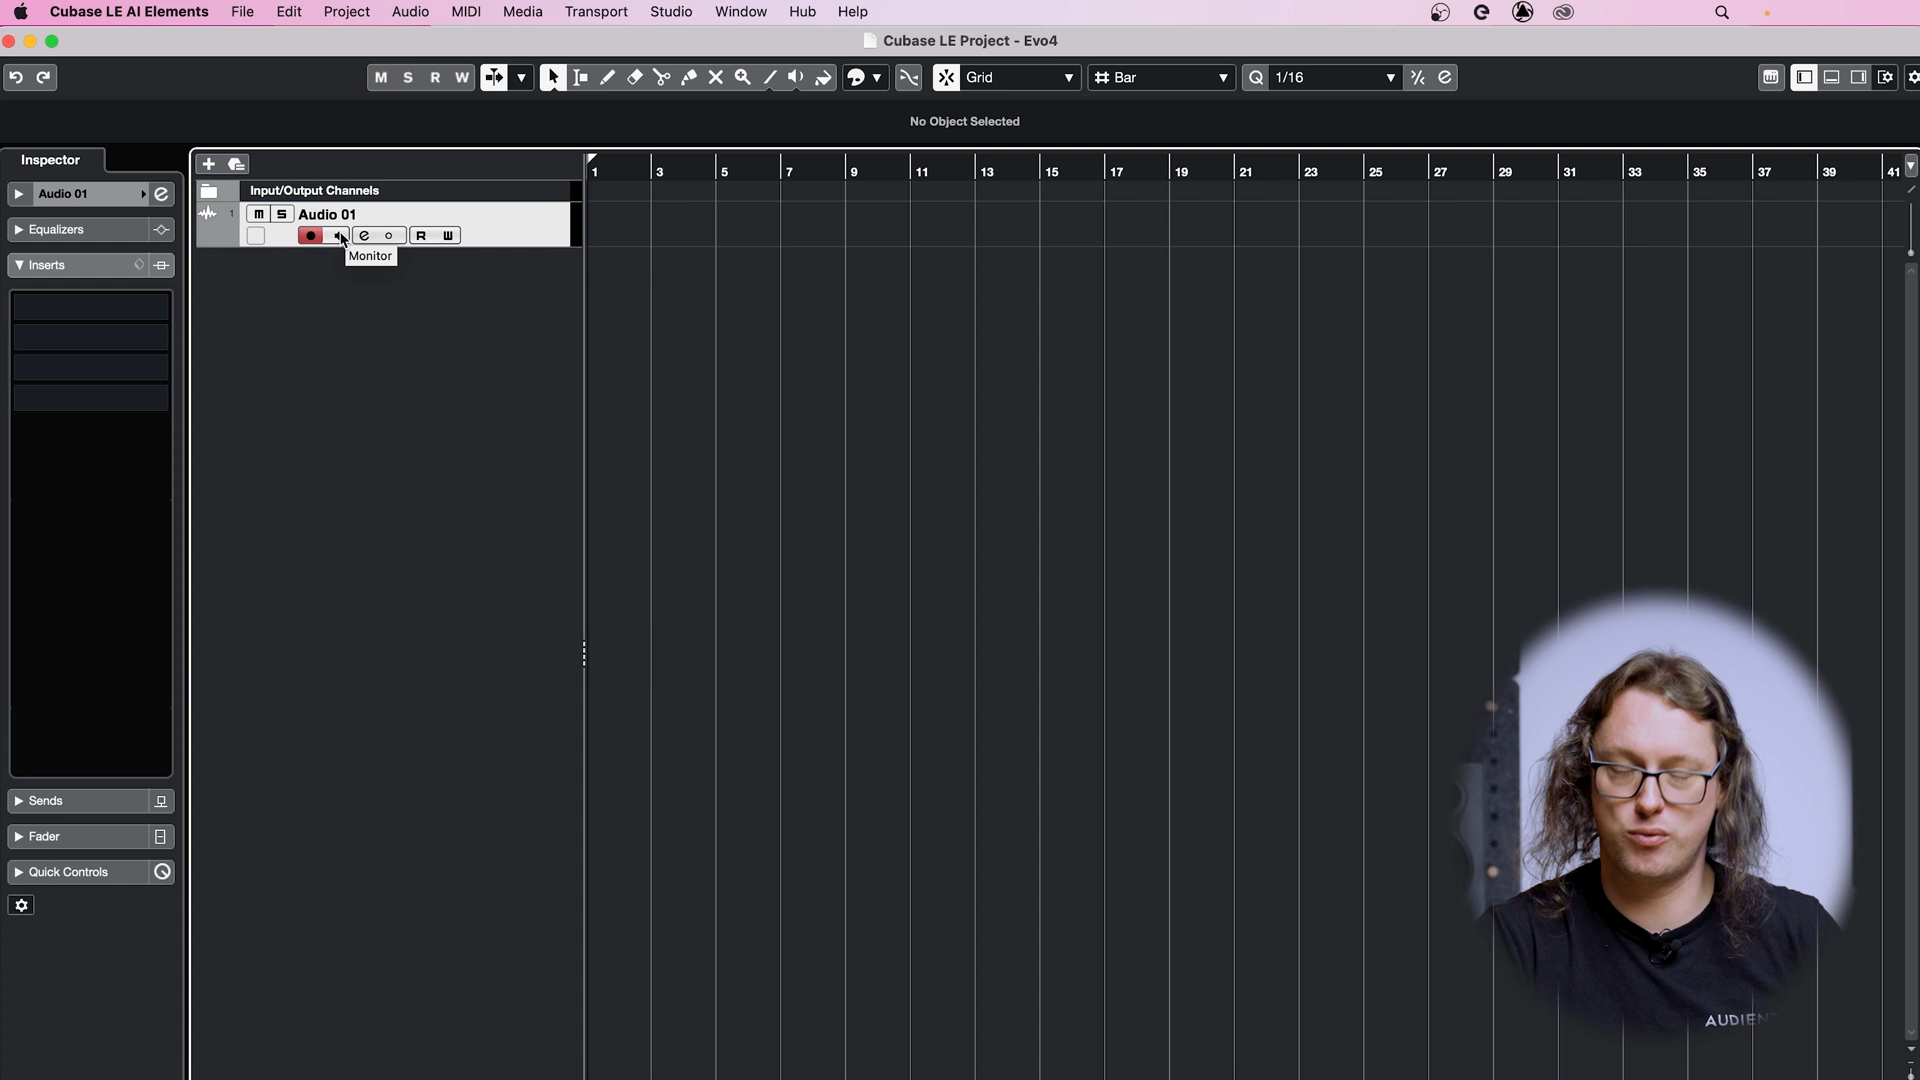 Cubase LE AI Elements File Edit Project Audio MIDI Media Transport Studio Window Hub Help
Cubase LE Project - Evo4
M S R W Grid Bar Q 1/16
No Object Selected
Inspector
1 3 5 7 9 11 13 15 17 19 21 23 25 27 29 31 33 35 37 39 41
Audio 01
Input/Output Channels
1 m S Audio 01
e R W
Monitor
Equalizers
Inserts
Sends
Fader
Quick Controls
AUDIEN